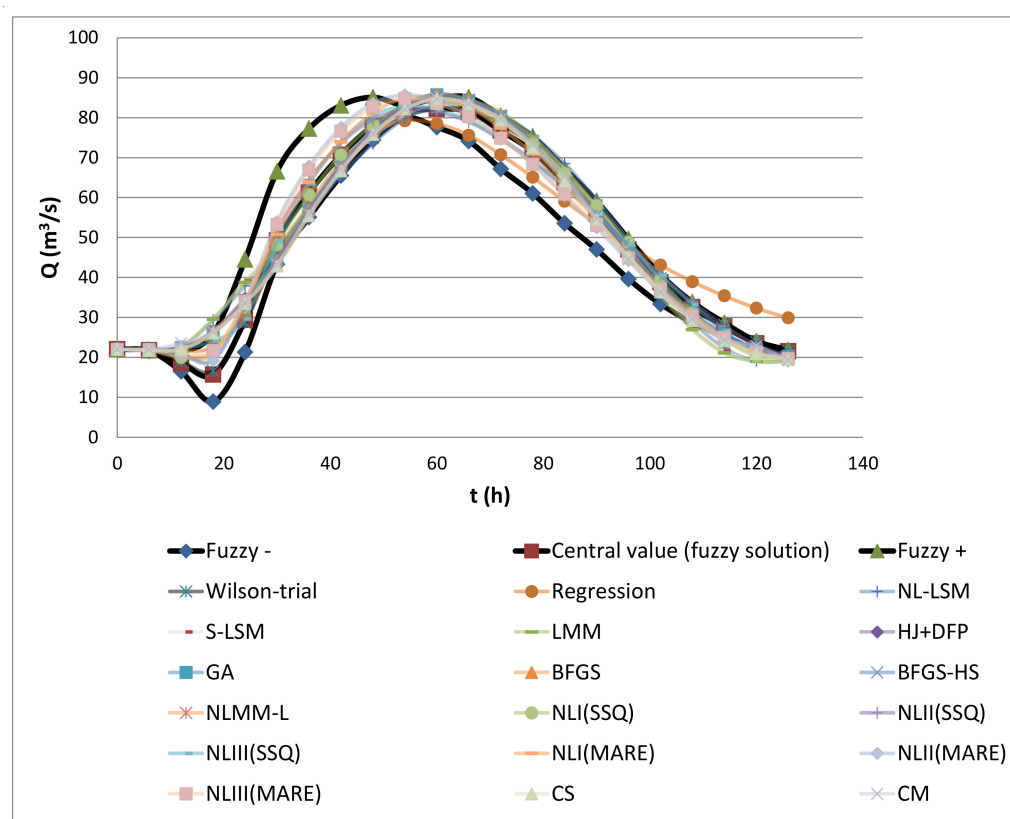 100
90
80
70
60
50
40
30
20
10
0
Q (m³/s)
0 20 40 60 80 100 120 140
t (h)
Fuzzy - Central value (fuzzy solution) Fuzzy +
Wilson-trial Regression NL-LSM
S-LSM LMM HJ+DFP
GA BFGS BFGS-HS
NLMM-L NLI(SSQ) NLII(SSQ)
NLIII(SSQ) NLI(MARE) NLII(MARE)
NLIII(MARE) CS CM